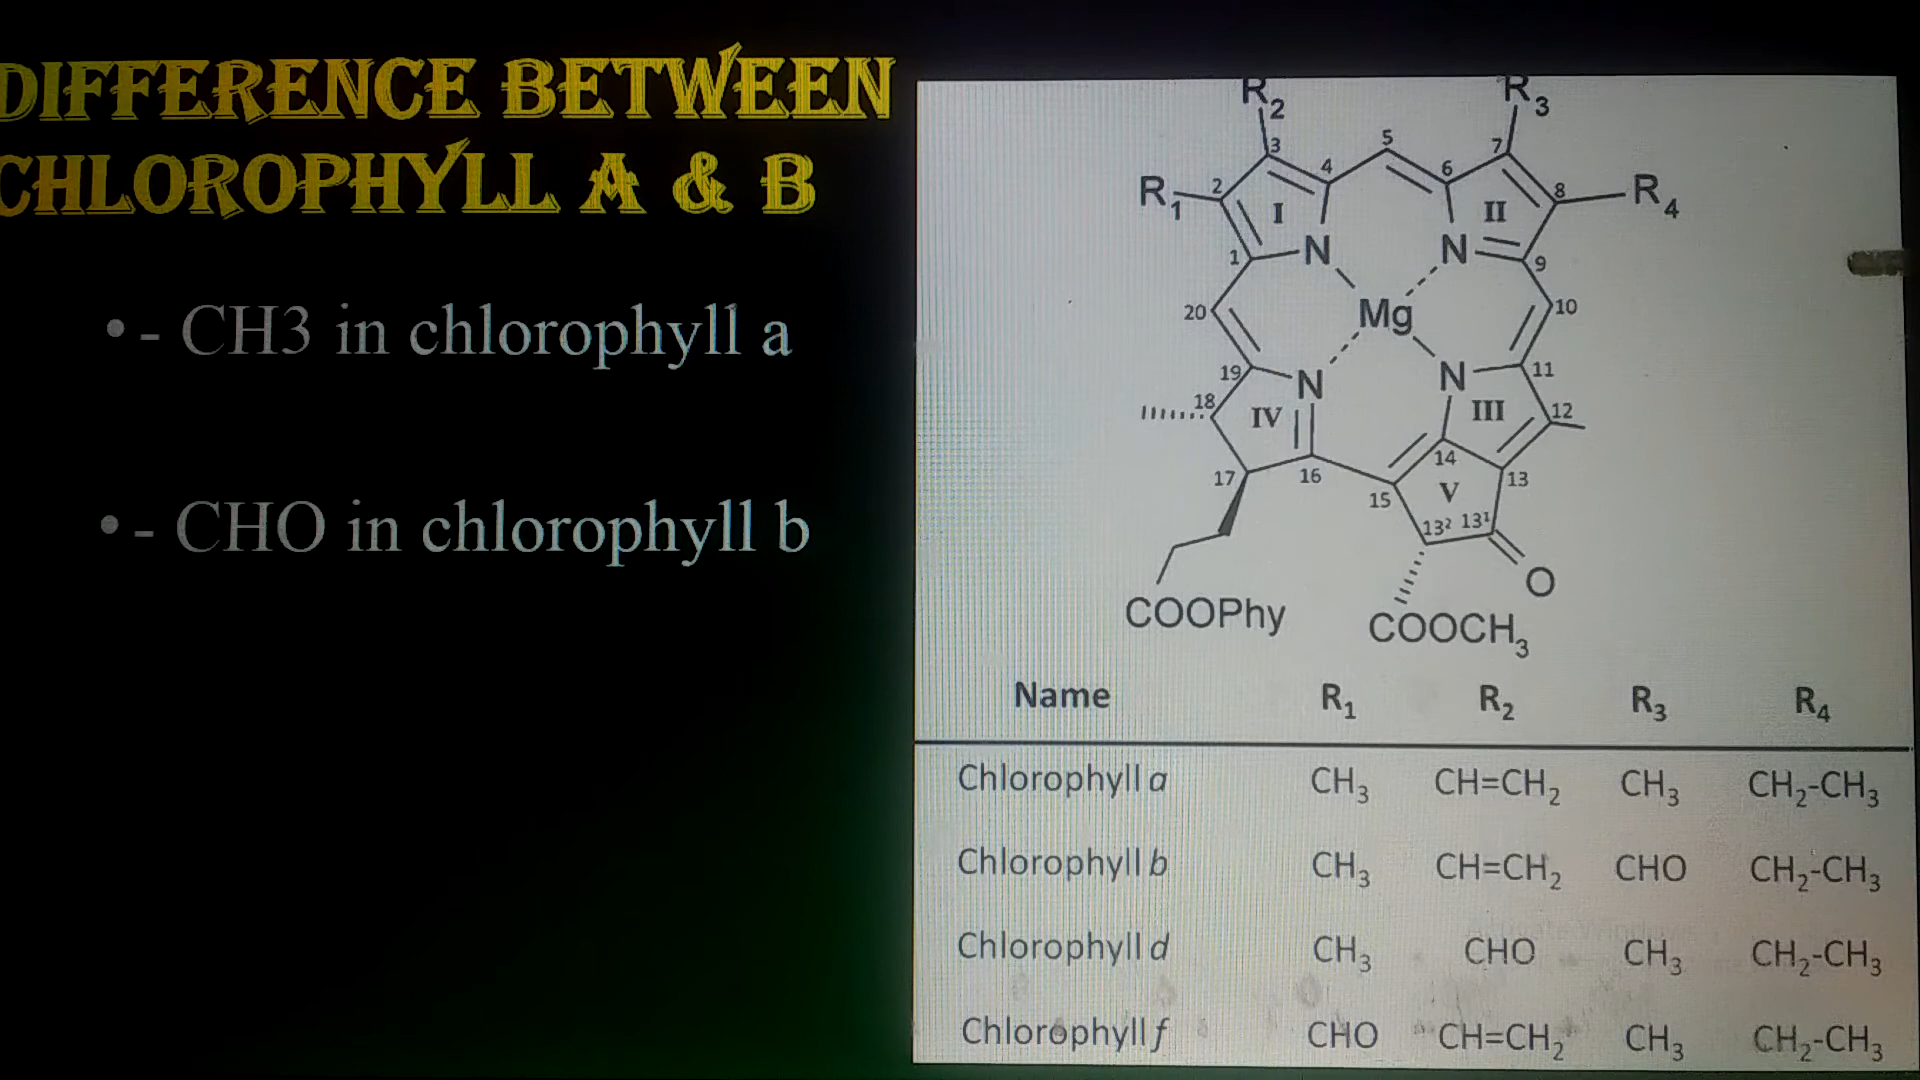 DIFFERENCE BETWEEN
CHLOROPHYLL A & B
• - CH3 in chlorophyll a
• - CHO in chlorophyll b
R2 R3
3 5 7
4 6
R1 2 8 R4
I II
N N
1 9
20 Mg 10
19 N N 11
18 IV III 12
14
17 16 13
15 V
13² 13¹
O
COOPhy COOCH3
Name R1 R2 R3 R4
Chlorophyll a CH3 CH=CH2 CH3 CH2-CH3
Chlorophyll b CH3 CH=CH2 CHO CH2-CH3
Chlorophyll d CH3 CHO CH3 CH2-CH3
Chlorophyll f CHO CH=CH2 CH3 CH2-CH3